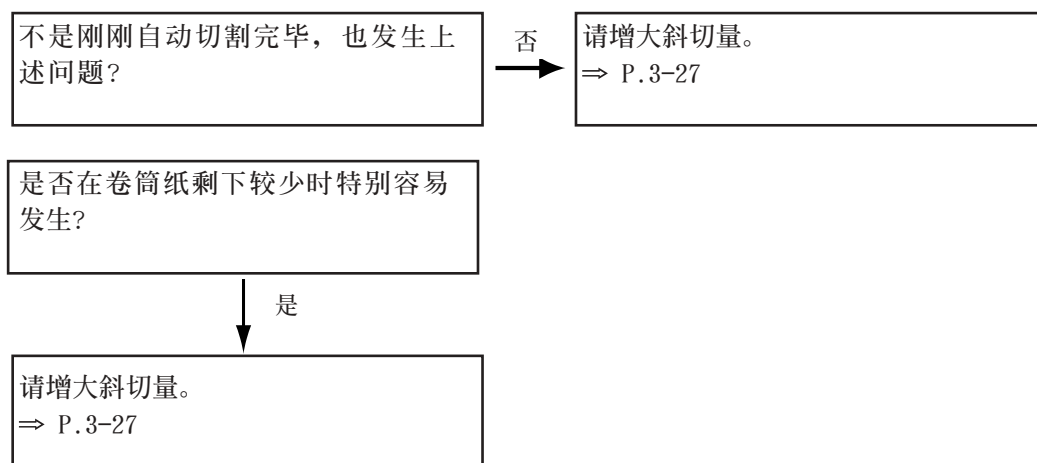 不是刚刚自动切割完毕，也发生上
述问题?
否
请增大斜切量。
⇒ P.3-27
是否在卷筒纸剩下较少时特别容易
发生?
是
请增大斜切量。
⇒ P.3-27